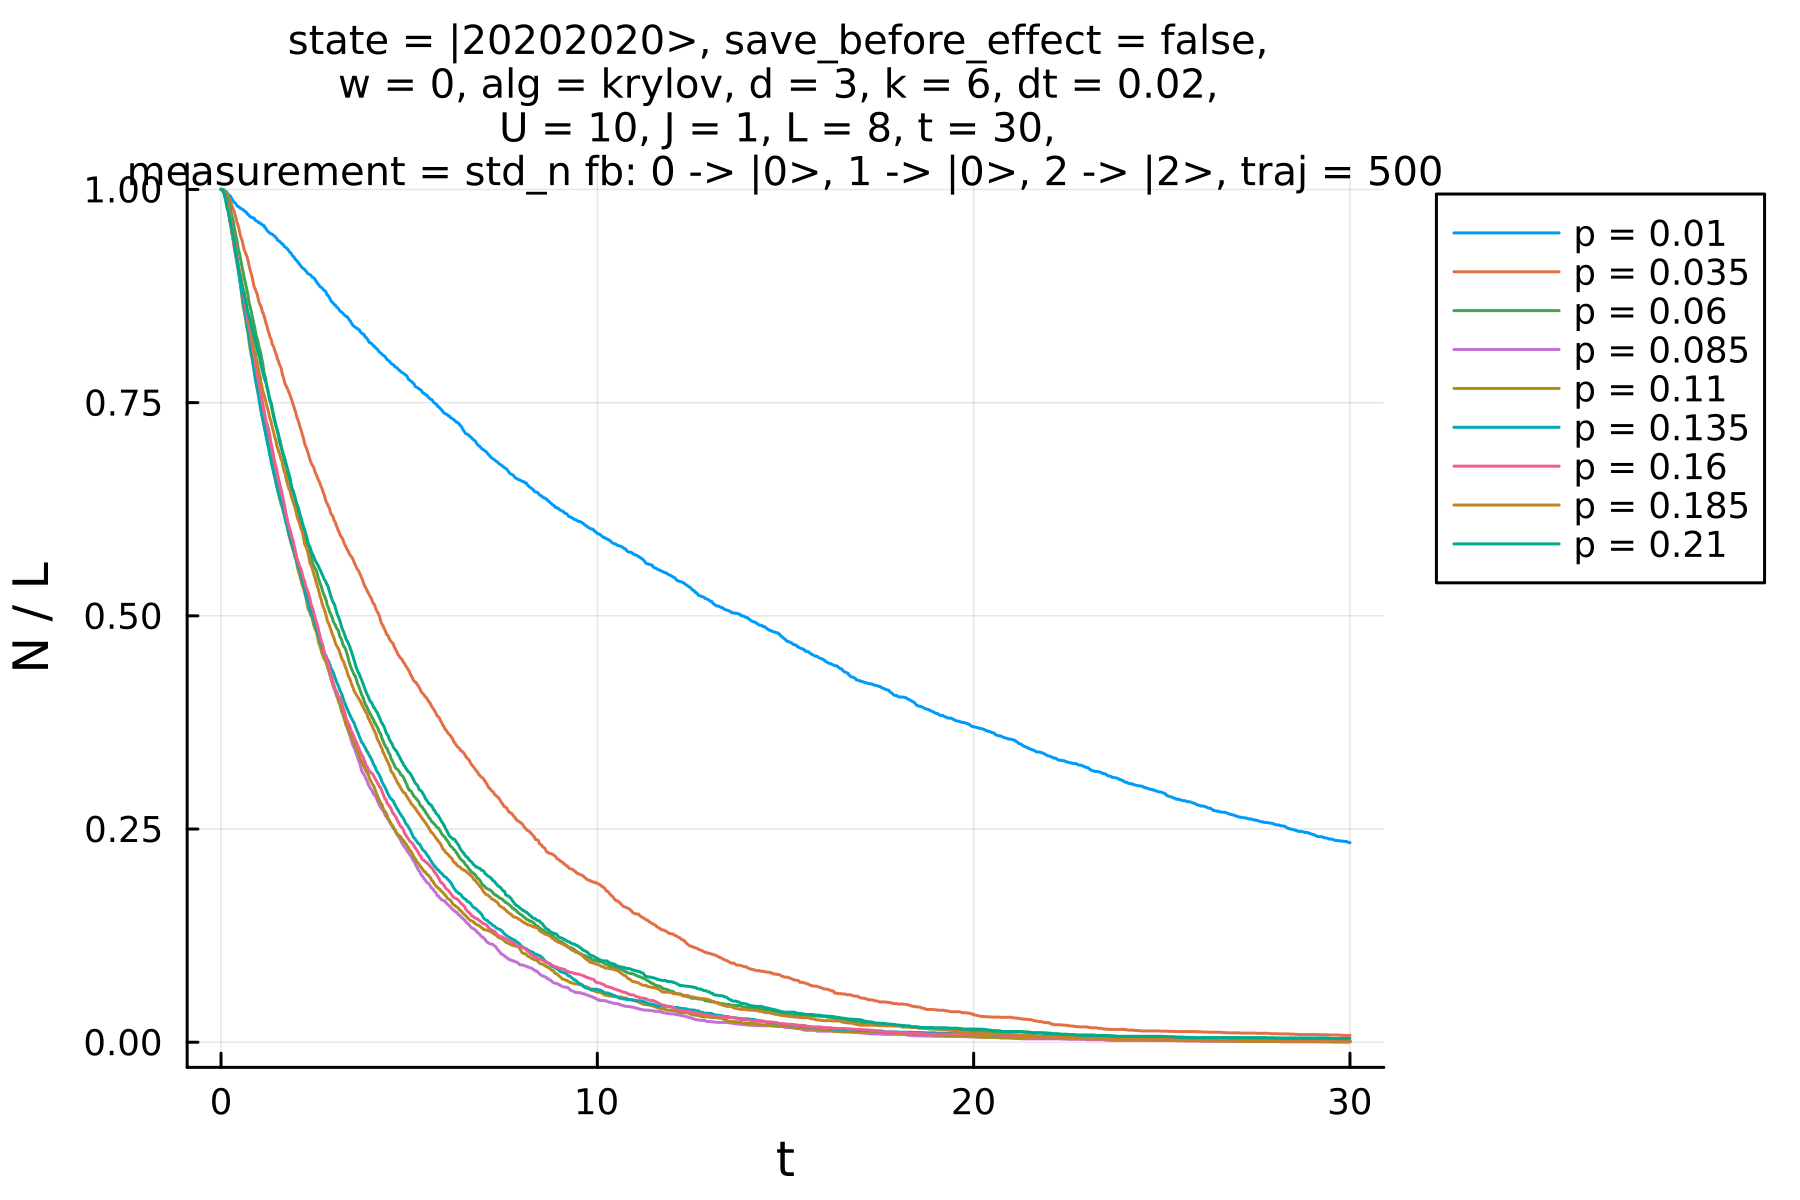 state = |20202020>, save_before_effect = false,
w = 0, alg = krylov, d = 3, k = 6, dt = 0.02,
U = 10, J = 1, L = 8, t = 30,
measurement = std_n fb: 0 -> |0>, 1 -> |0>, 2 -> |2>, traj = 500
1.00
0.75
0.50
0.25
0.00
N / L
0
10
20
30
t
p = 0.01
p = 0.035
p = 0.06
p = 0.085
p = 0.11
p = 0.135
p = 0.16
p = 0.185
p = 0.21